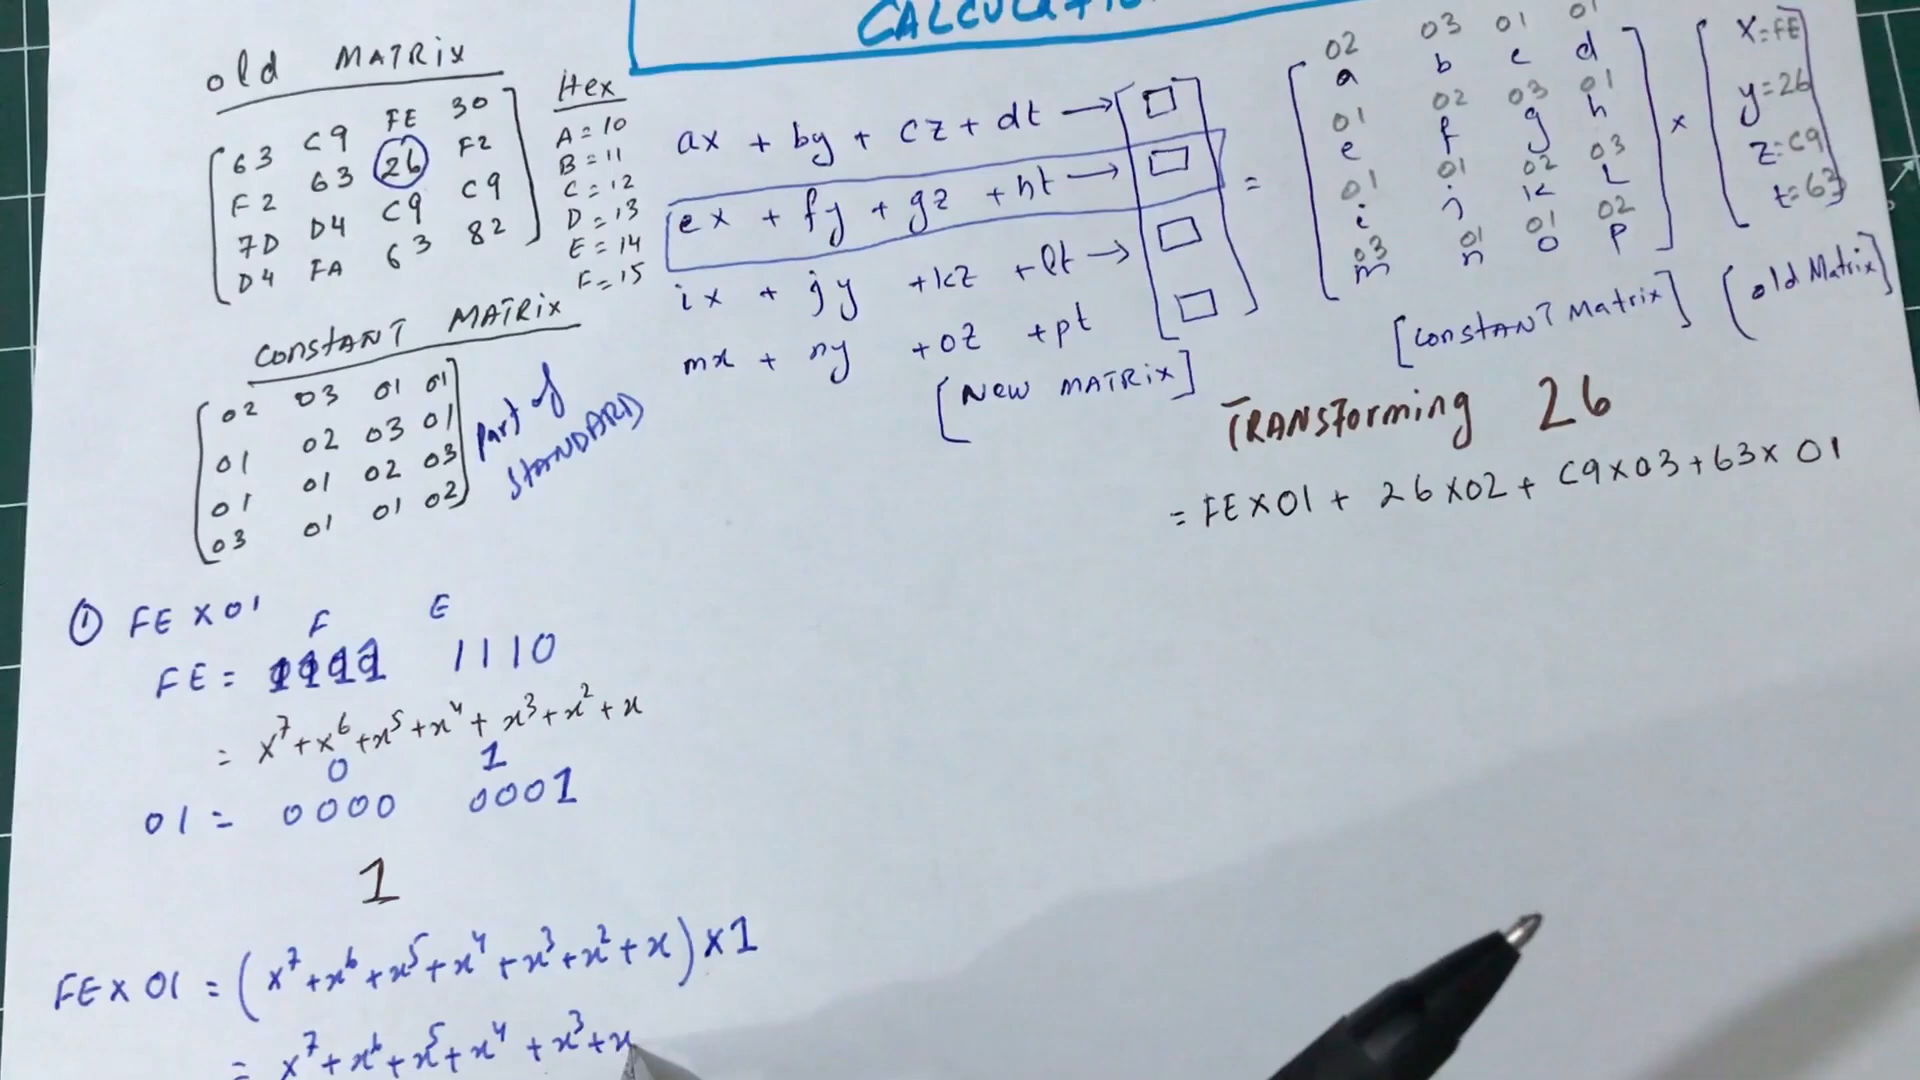 CALCULATIO
old MATRIX
63 C9 FE 30
F2 63 26 F2
7D D4 C9 C9
D4 FA 63 82
Hex
A = 10
B = 11
C = 12
D = 13
E = 14
F = 15
CONSTANT MATRIX
02 03 01 01
01 02 03 01
01 01 02 03
03 01 01 02
Part of
STANDARD
ax + by + cz + dt →
ex + fy + gz + ht →
ix + jy + kz + lt →
mx + ny + oz + pt
[New MATRIX]
=
02 03 01 01
a b c d
01 02 03 01
e f g h
01 01 02 03
i j k L
03 01 01 02
m n o p
×
X=FE
y=26
z=C9
t=63
[Constant Matrix] [old Matrix]
TRANSforming 26
= FE×01 + 26×02 + C9×03 + 63×01
① FE × 01
F E
FE = 1111 1110
= x⁷+x⁶+x⁵+x⁴+x³+x²+x
0 1
01 = 0000 0001
1
FE × 01 = (x⁷+x⁶+x⁵+x⁴+x³+x²+x)×1
= x⁷+x⁶+x⁵+x⁴+x³+x